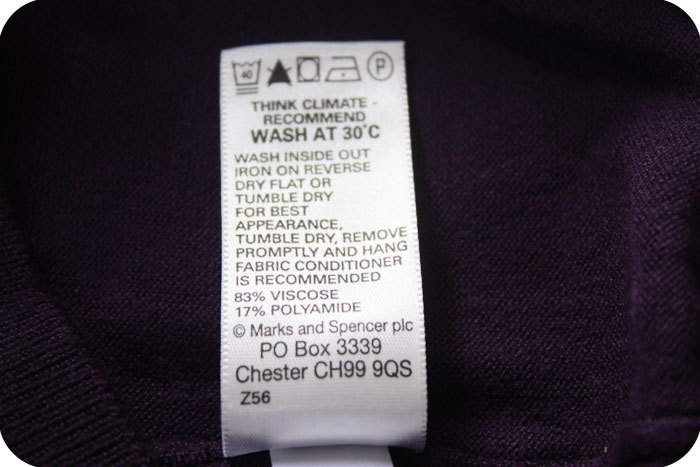 40 P
THINK CLIMATE -
RECOMMEND
WASH AT 30°C
WASH INSIDE OUT
IRON ON REVERSE
DRY FLAT OR
TUMBLE DRY
FOR BEST
APPEARANCE,
TUMBLE DRY, REMOVE
PROMPTLY AND HANG
FABRIC CONDITIONER
IS RECOMMENDED
83% VISCOSE
17% POLYAMIDE
© Marks and Spencer plc
PO Box 3339
Chester CH99 9QS
Z56